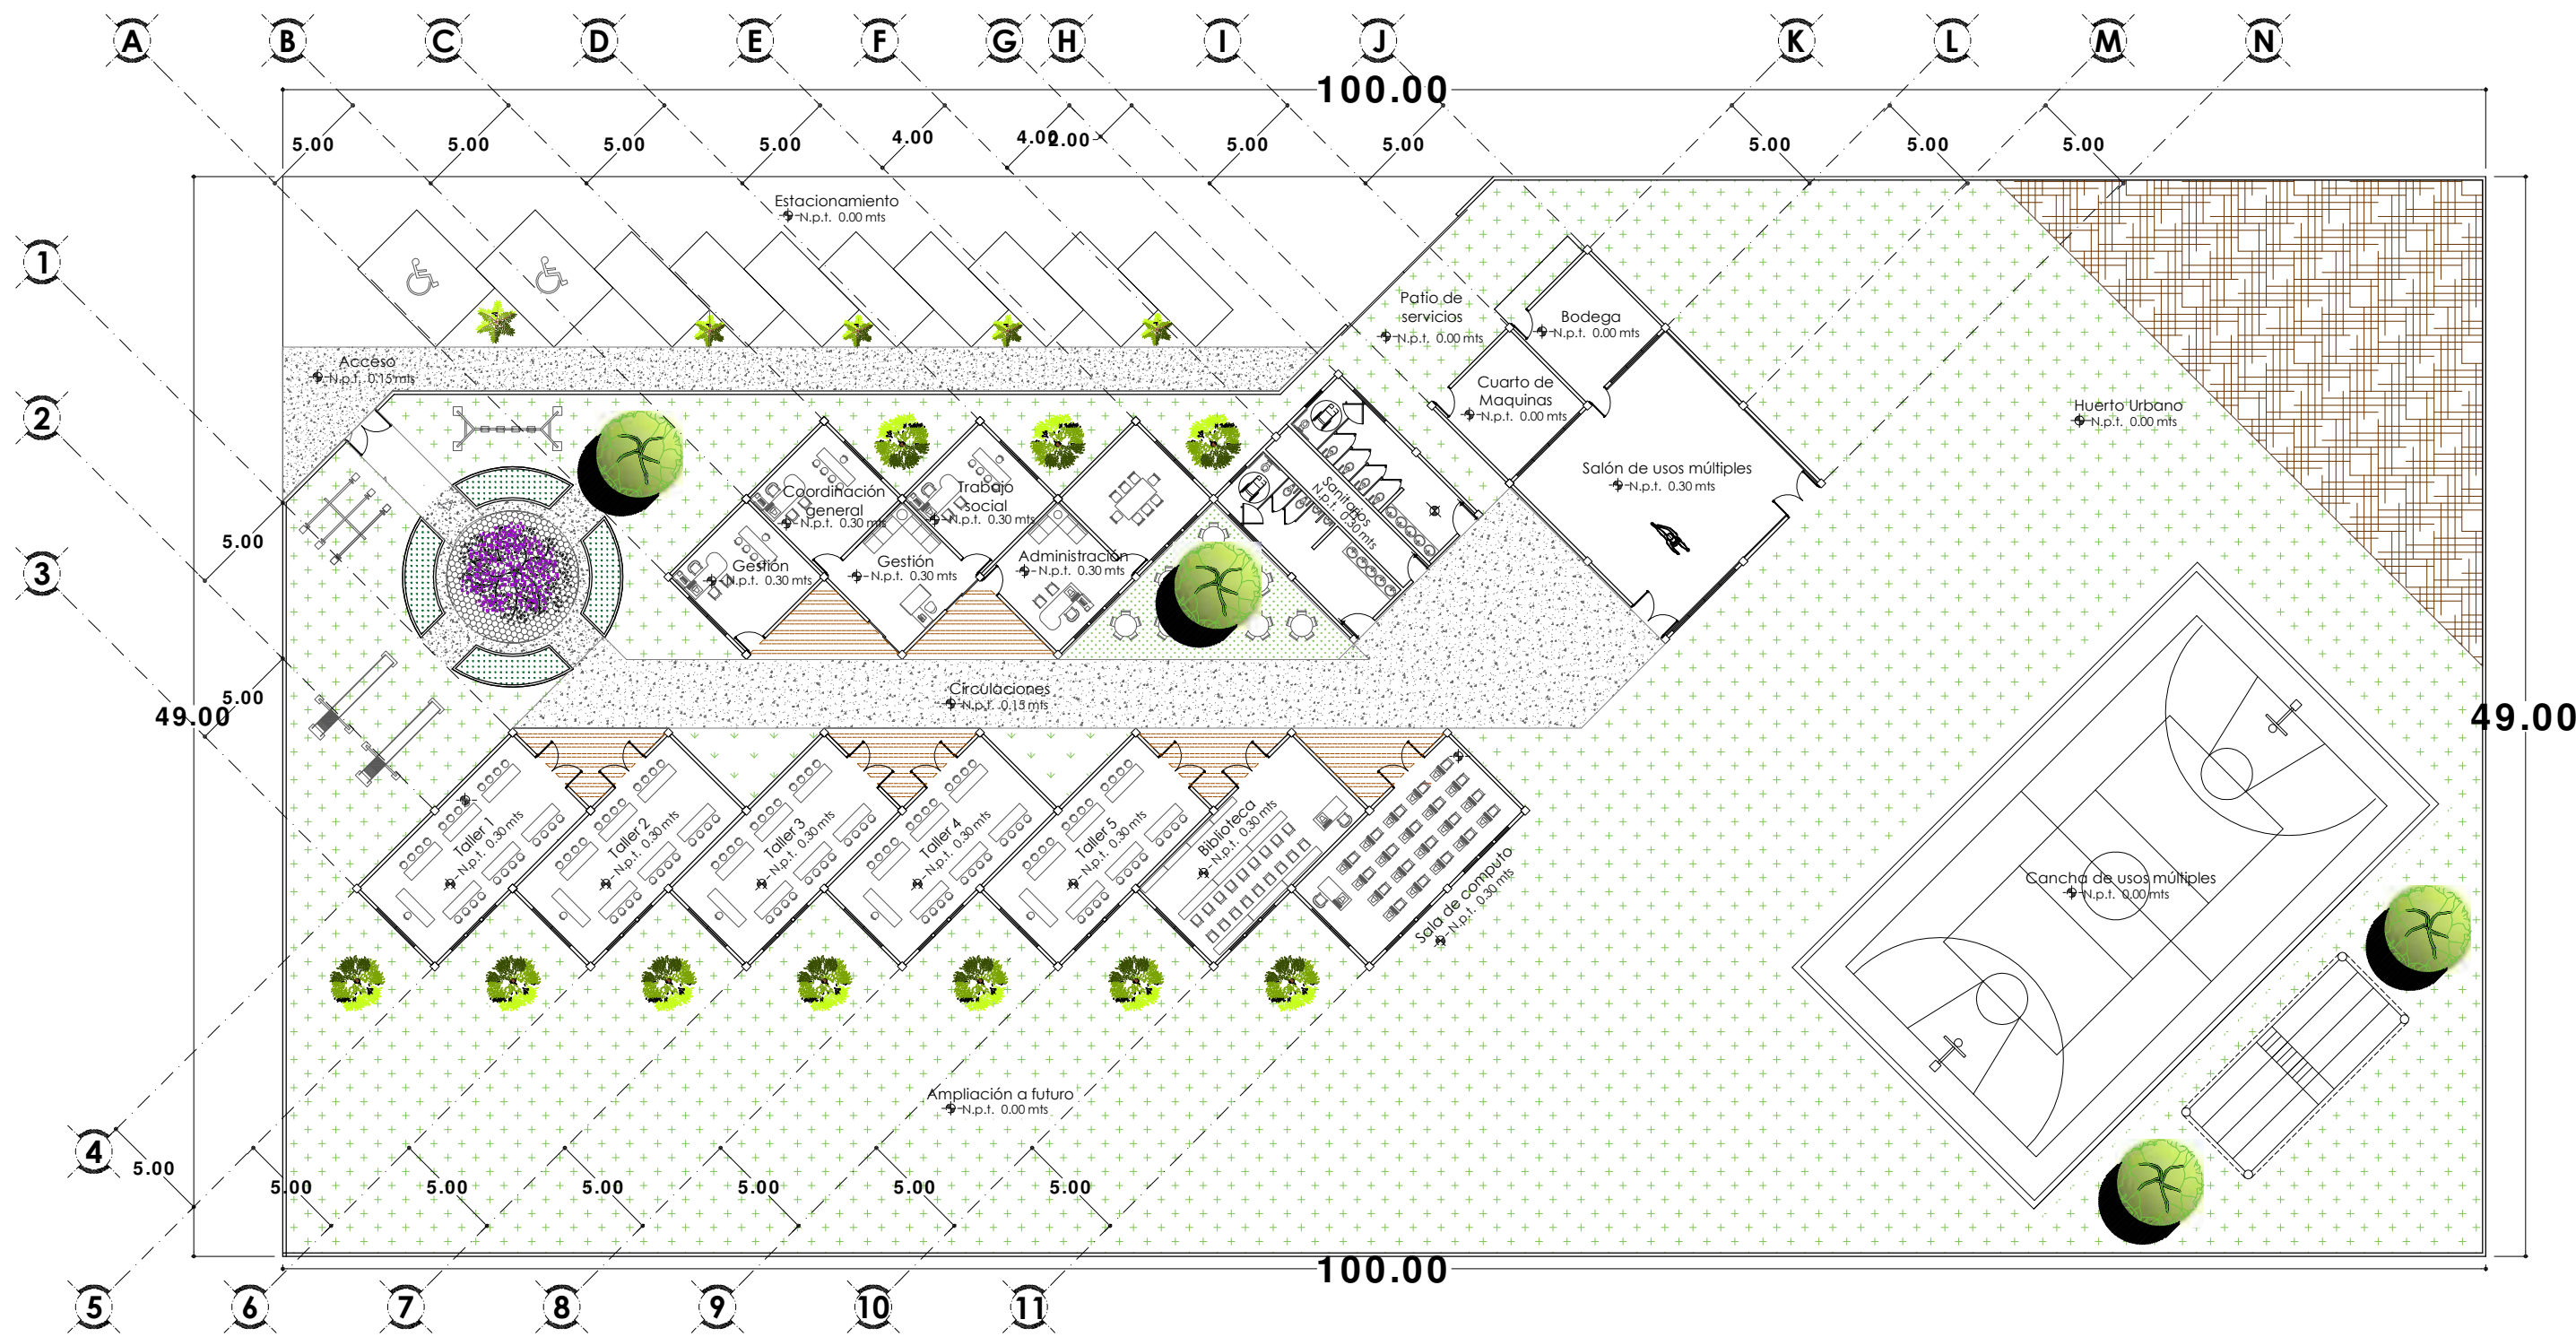 A B C D E F G H I J K L M N
100.00
5.00 5.00 5.00 5.00 4.00 4.00 2.00 5.00 5.00 5.00 5.00 5.00
Estacionamiento
N.p.t. 0.00 mts
1
2
3
Patio de
servicios
N.p.t. 0.00 mts
Bodega
N.p.t. 0.00 mts
Acceso
N.p.t. 0.15 mts
Cuarto de
Maquinas
N.p.t. 0.00 mts
Huerto Urbano
N.p.t. 0.00 mts
Salón de usos múltiples
N.p.t. 0.30 mts
Coordinación
general
N.p.t. 0.30 mts
Trabajo
social
N.p.t. 0.30 mts
Sanitarios
N.p.t. 0.30 mts
Gestión
N.p.t. 0.30 mts
Gestión
N.p.t. 0.30 mts
Administración
N.p.t. 0.30 mts
5.00
5.00
49.00
49.00
Circulaciones
N.p.t. 0.15 mts
Taller 1
N.p.t. 0.30 mts
Taller 2
N.p.t. 0.30 mts
Taller 3
N.p.t. 0.30 mts
Taller 4
N.p.t. 0.30 mts
Taller 5
N.p.t. 0.30 mts
Biblioteca
N.p.t. 0.30 mts
Sala de computo
N.p.t. 0.30 mts
Cancha de usos múltiples
N.p.t. 0.00 mts
Ampliación a futuro
N.p.t. 0.00 mts
4
5.00
5.00 5.00 5.00 5.00 5.00 5.00
100.00
5 6 7 8 9 10 11